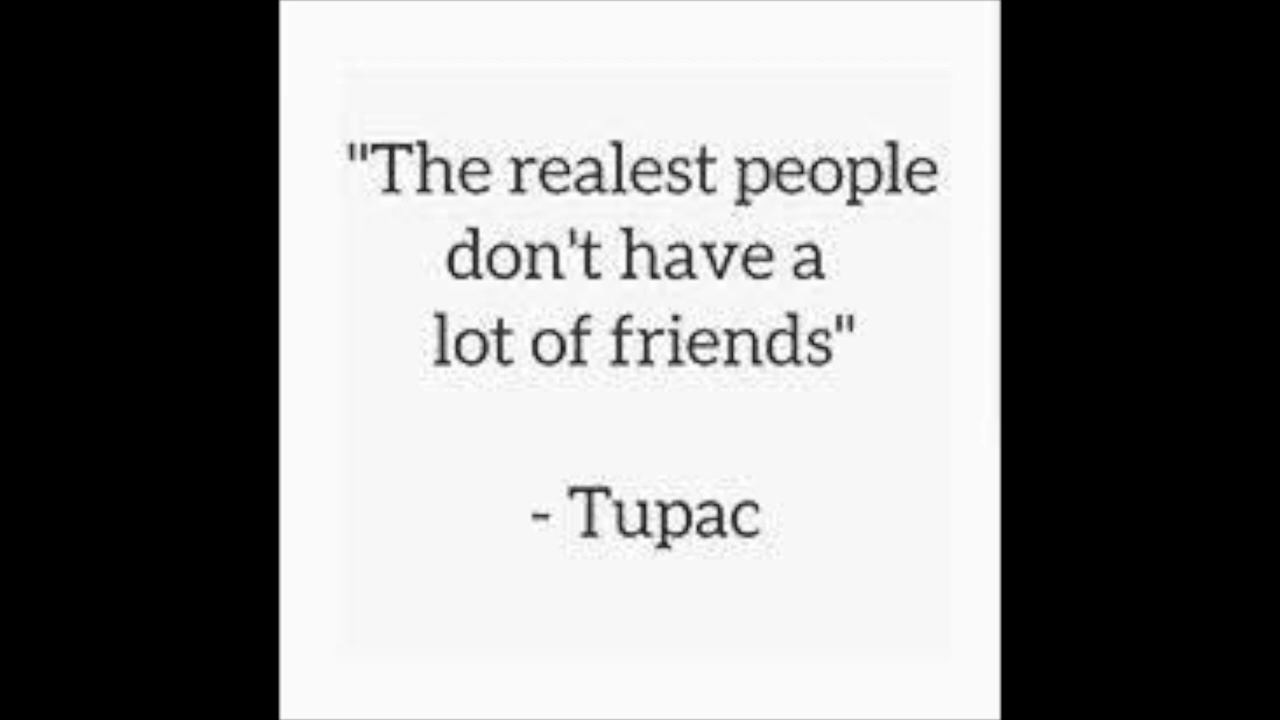 "The realest people
don't have a
lot of friends"
- Tupac